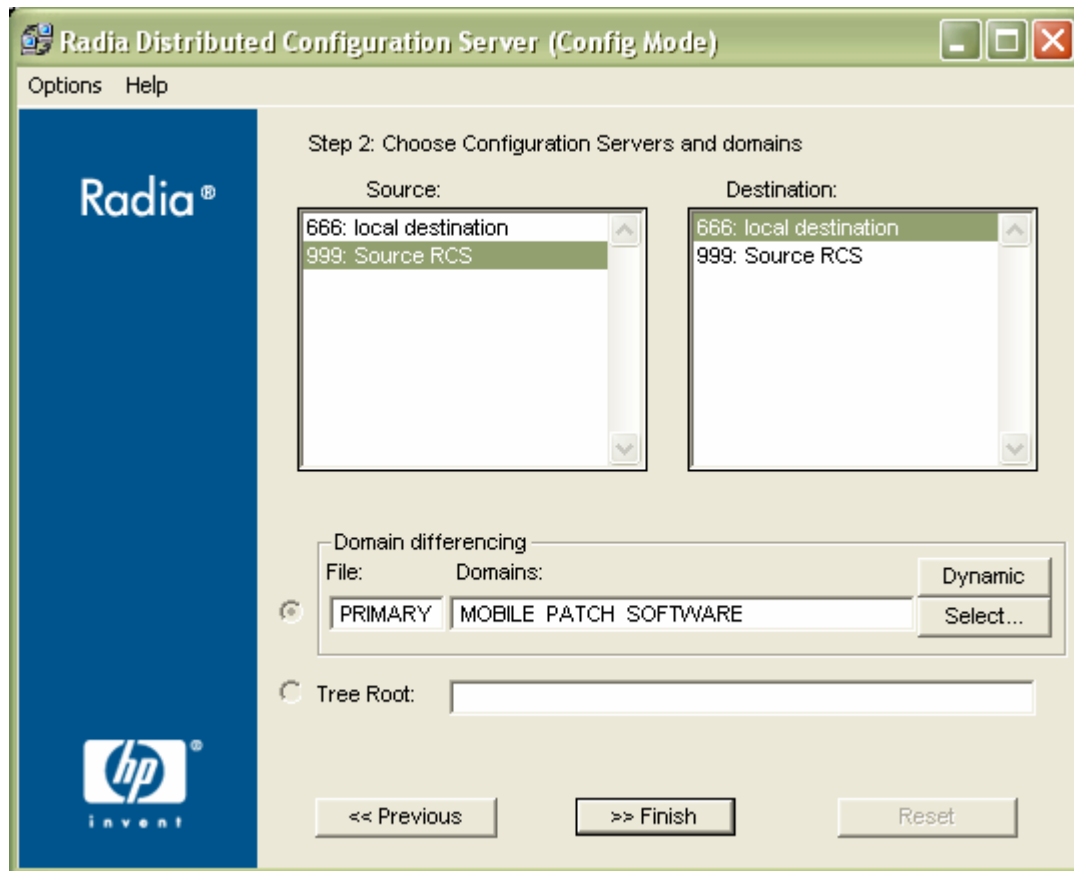 Radia Distributed Configuration Server (Config Mode)
Options Help
Radia®
Step 2: Choose Configuration Servers and domains
Source: Destination:
666: local destination
999: Source RCS
666: local destination
999: Source RCS
Domain differencing
File: Domains: Dynamic
PRIMARY MOBILE PATCH SOFTWARE Select...
Tree Root:
hp®
invent
<< Previous >> Finish Reset